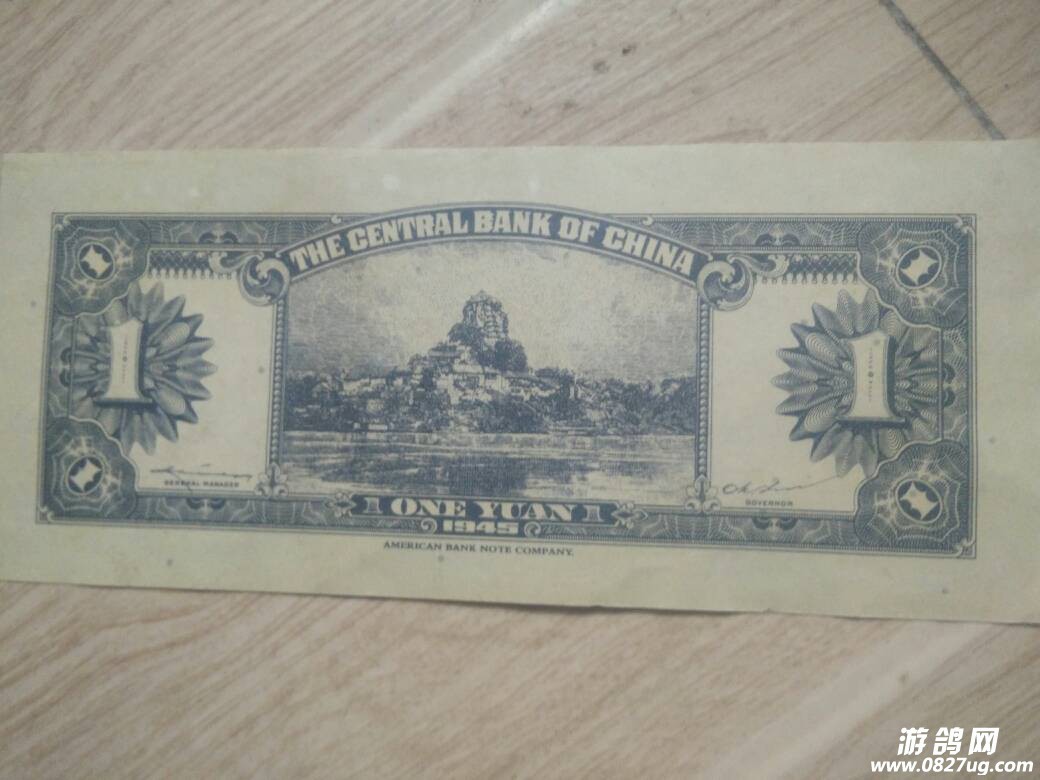 THE CENTRAL BANK OF CHINA
1
1
GENERAL MANAGER
GOVERNOR
1 ONE YUAN 1
1945
AMERICAN BANK NOTE COMPANY.
游鸽网
www.0827ug.com